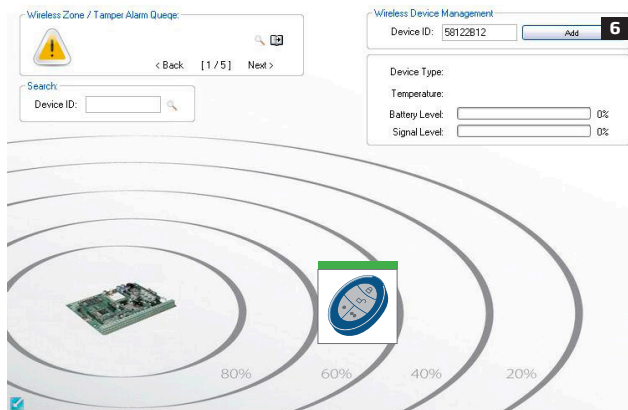 Wireless Zone / Tamper Alarm Queqe:
< Back [ 1 / 5 ] Next >
Search:
Device ID:
Wireless Device Management
Device ID: 58122B12 Add 6
Device Type:
Temperature:
Battery Level: 0%
Signal Level: 0%
80% 60% 40% 20%